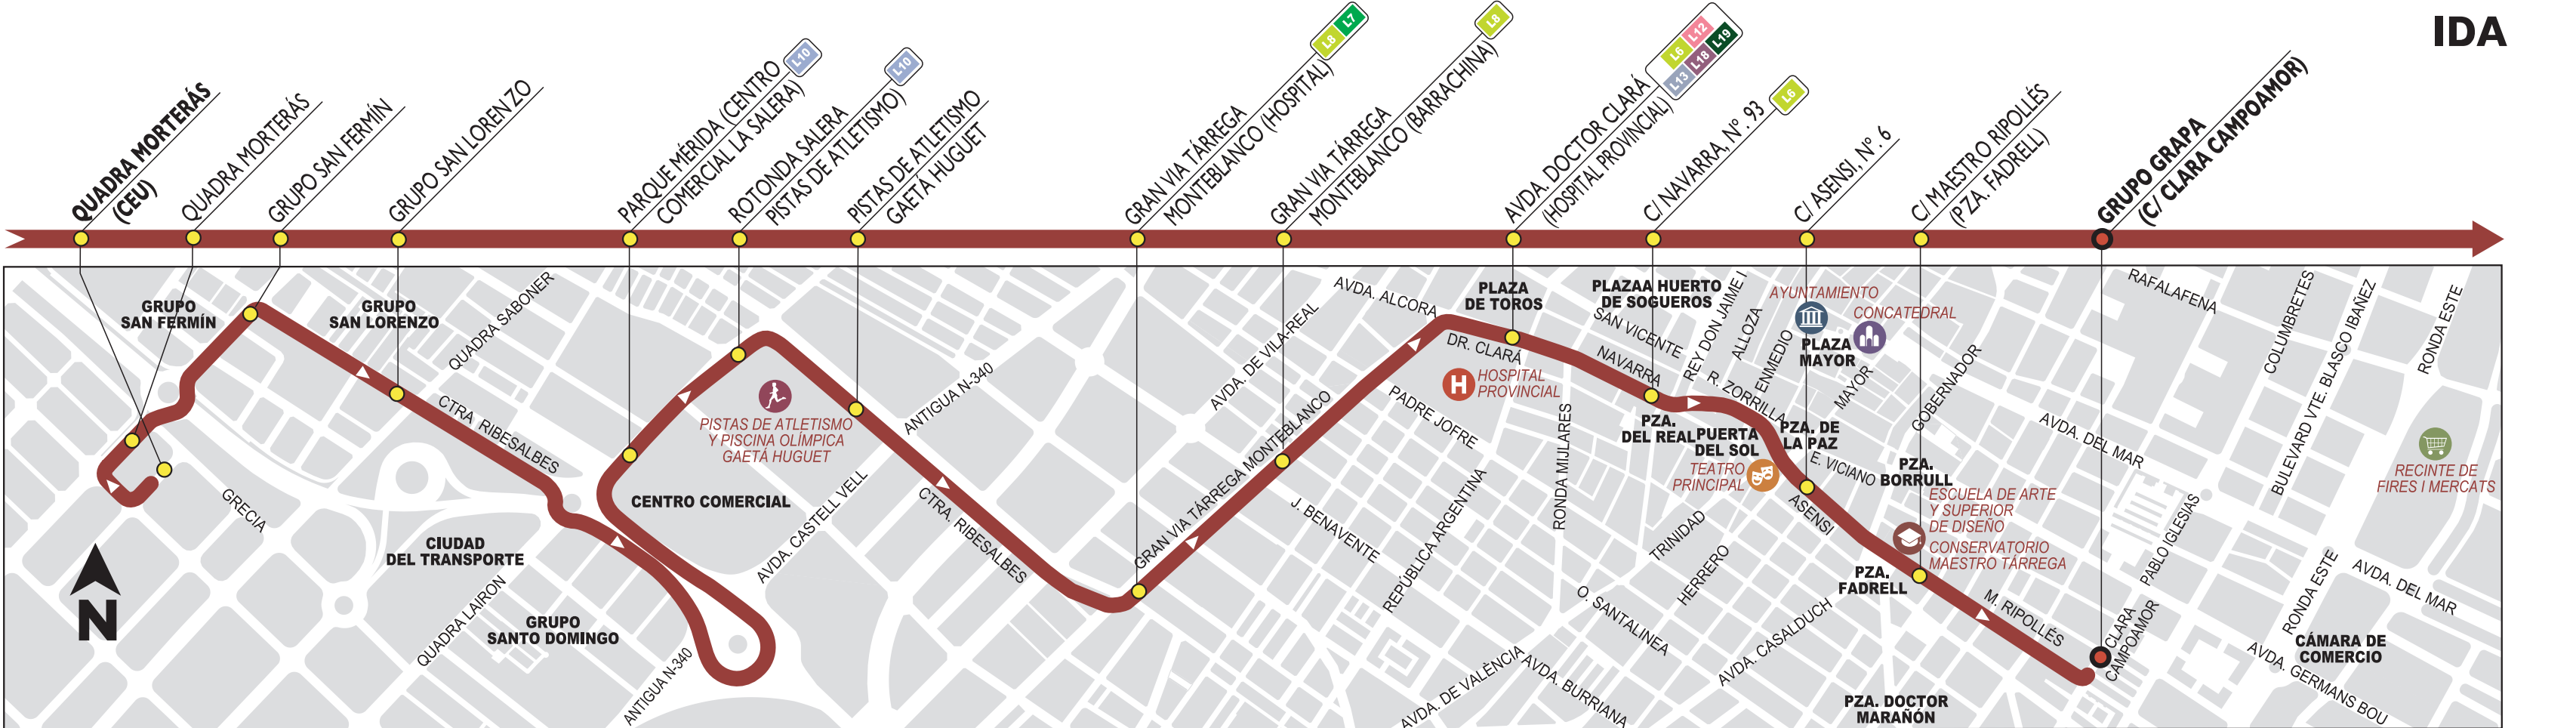 IDA
QUADRA MORTERÁS
(CEU)
QUADRA MORTERÁS
GRUPO SAN FERMÍN
GRUPO SAN LORENZO
PARQUE MÉRIDA (CENTRO
COMERCIAL LA SALERA)
L10
ROTONDA SALERA
PISTAS DE ATLETISMO)
L10
PISTAS DE ATLETISMO
GAETÀ HUGUET
GRAN VIA TÁRREGA
MONTEBLANCO (HOSPITAL)
L8
L7
GRAN VIA TÁRREGA
MONTEBLANCO (BARRACHINA)
L8
AVDA. DOCTOR CLARÁ
(HOSPITAL PROVINCIAL)
L6
L12
L13
L18
L19
C/ NAVARRA, Nº. 93
L6
C/ ASENSI, Nº. 6
C/ MAESTRO RIPOLLÉS
(PZA. FADRELL)
GRUPO GRAPA
(C/ CLARA CAMPOAMOR)
GRUPO
SAN FERMÍN
GRUPO
SAN LORENZO
QUADRA SABONER
CTRA. RIBESALBES
GRECIA
N
CIUDAD
DEL TRANSPORTE
QUADRA LAIRON
GRUPO
SANTO DOMINGO
ANTIGUA N-340
CENTRO COMERCIAL
PISTAS DE ATLETISMO
Y PISCINA OLÍMPICA
GAETÁ HUGUET
AVDA. CASTELL VELL
ANTIGUA N-340
CTRA. RIBESALBES
GRAN VIA TÁRREGA MONTEBLANCO
AVDA. DE VILA-REAL
AVDA. ALCORA
PLAZA
DE TOROS
DR. CLARÁ
H
HOSPITAL
PROVINCIAL
PADRE JOFRE
J. BENAVENTE
REPÚBLICA ARGENTINA
RONDA MIJLARES
AVDA. DE VALÈNCIA
AVDA. BURRIANA
O. SANTALINEA
PLAZAA HUERTO
DE SOGUEROS
SAN VICENTE
NAVARRA
REY DON JAIME I
ALLOZA
ENMEDIO
R. ZORRILLA
PZA.
DEL REAL
PUERTA
DEL SOL
TEATRO
PRINCIPAL
PZA. DE
LA PAZ
AYUNTAMIENTO
CONCATEDRAL
PLAZA
MAYOR
MAYOR
GOBERNADOR
E. VICIANO
PZA.
BORRULL
ASENSI
TRINIDAD
HERRERO
ESCUELA DE ARTE
Y SUPERIOR
DE DISEÑO
CONSERVATORIO
MAESTRO TÁRREGA
PZA.
FADRELL
AVDA. CASALDUCH
PZA. DOCTOR
MARAÑÓN
M. RIPOLLÉS
CLARA
CAMPOAMOR
PABLO IGLESIAS
AVDA. DEL MAR
RAFALAFENA
COLUMBRETES
BULEVARD VTE. BLASCO IBAÑEZ
RONDA ESTE
RECINTE DE
FIRES I MERCATS
RONDA ESTE
AVDA. DEL MAR
CÁMARA DE
COMERCIO
AVDA. GERMANS BOU